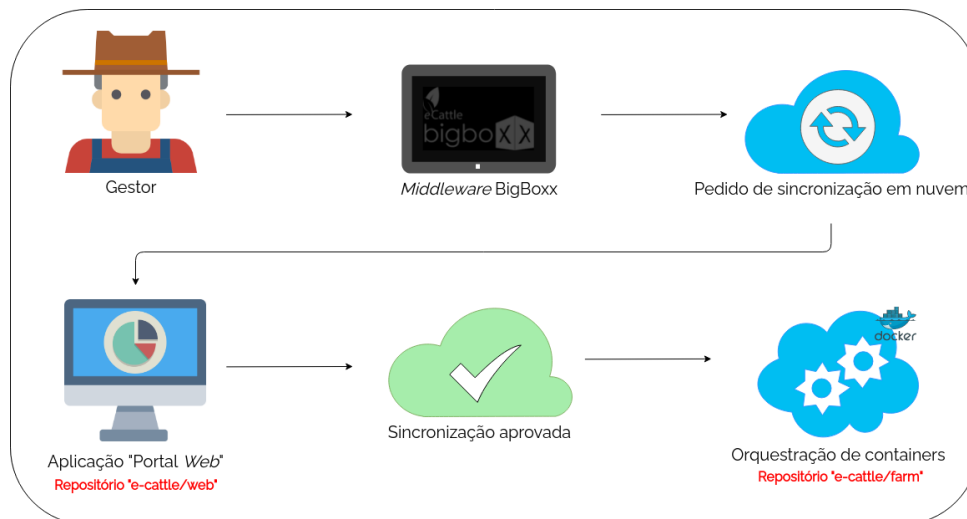 eCattle
bigboxx
Gestor
Middleware BigBoxx
Pedido de sincronização em nuvem
docker
Aplicação "Portal Web"
Repositório "e-cattle/web"
Sincronização aprovada
Orquestração de containers
Repositório "e-cattle/farm"